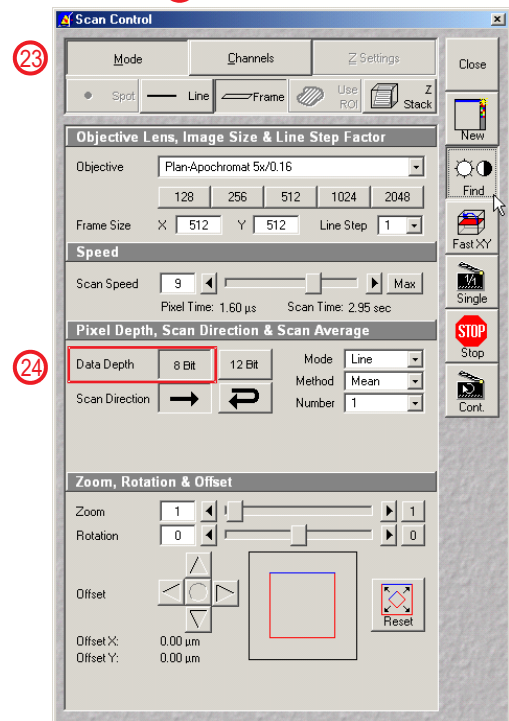 Scan Control
23
Mode Channels Z Settings Close
Spot Line Frame Use ROI Z Stack
New
Objective Lens, Image Size & Line Step Factor
Objective Plan-Apochromat 5x/0.16
Find
128 256 512 1024 2048
Frame Size X 512 Y 512 Line Step 1
Fast XY
Speed
Scan Speed 9 Max
1/1
Single
Pixel Time: 1.60 µs Scan Time: 2.95 sec
Pixel Depth, Scan Direction & Scan Average
STOP
Stop
24
Data Depth 8 Bit 12 Bit Mode Line
Method Mean
Scan Direction Number 1
Cont.
Zoom, Rotation & Offset
Zoom 1 1
Rotation 0 0
Offset
Reset
Offset X: 0.00 µm
Offset Y: 0.00 µm